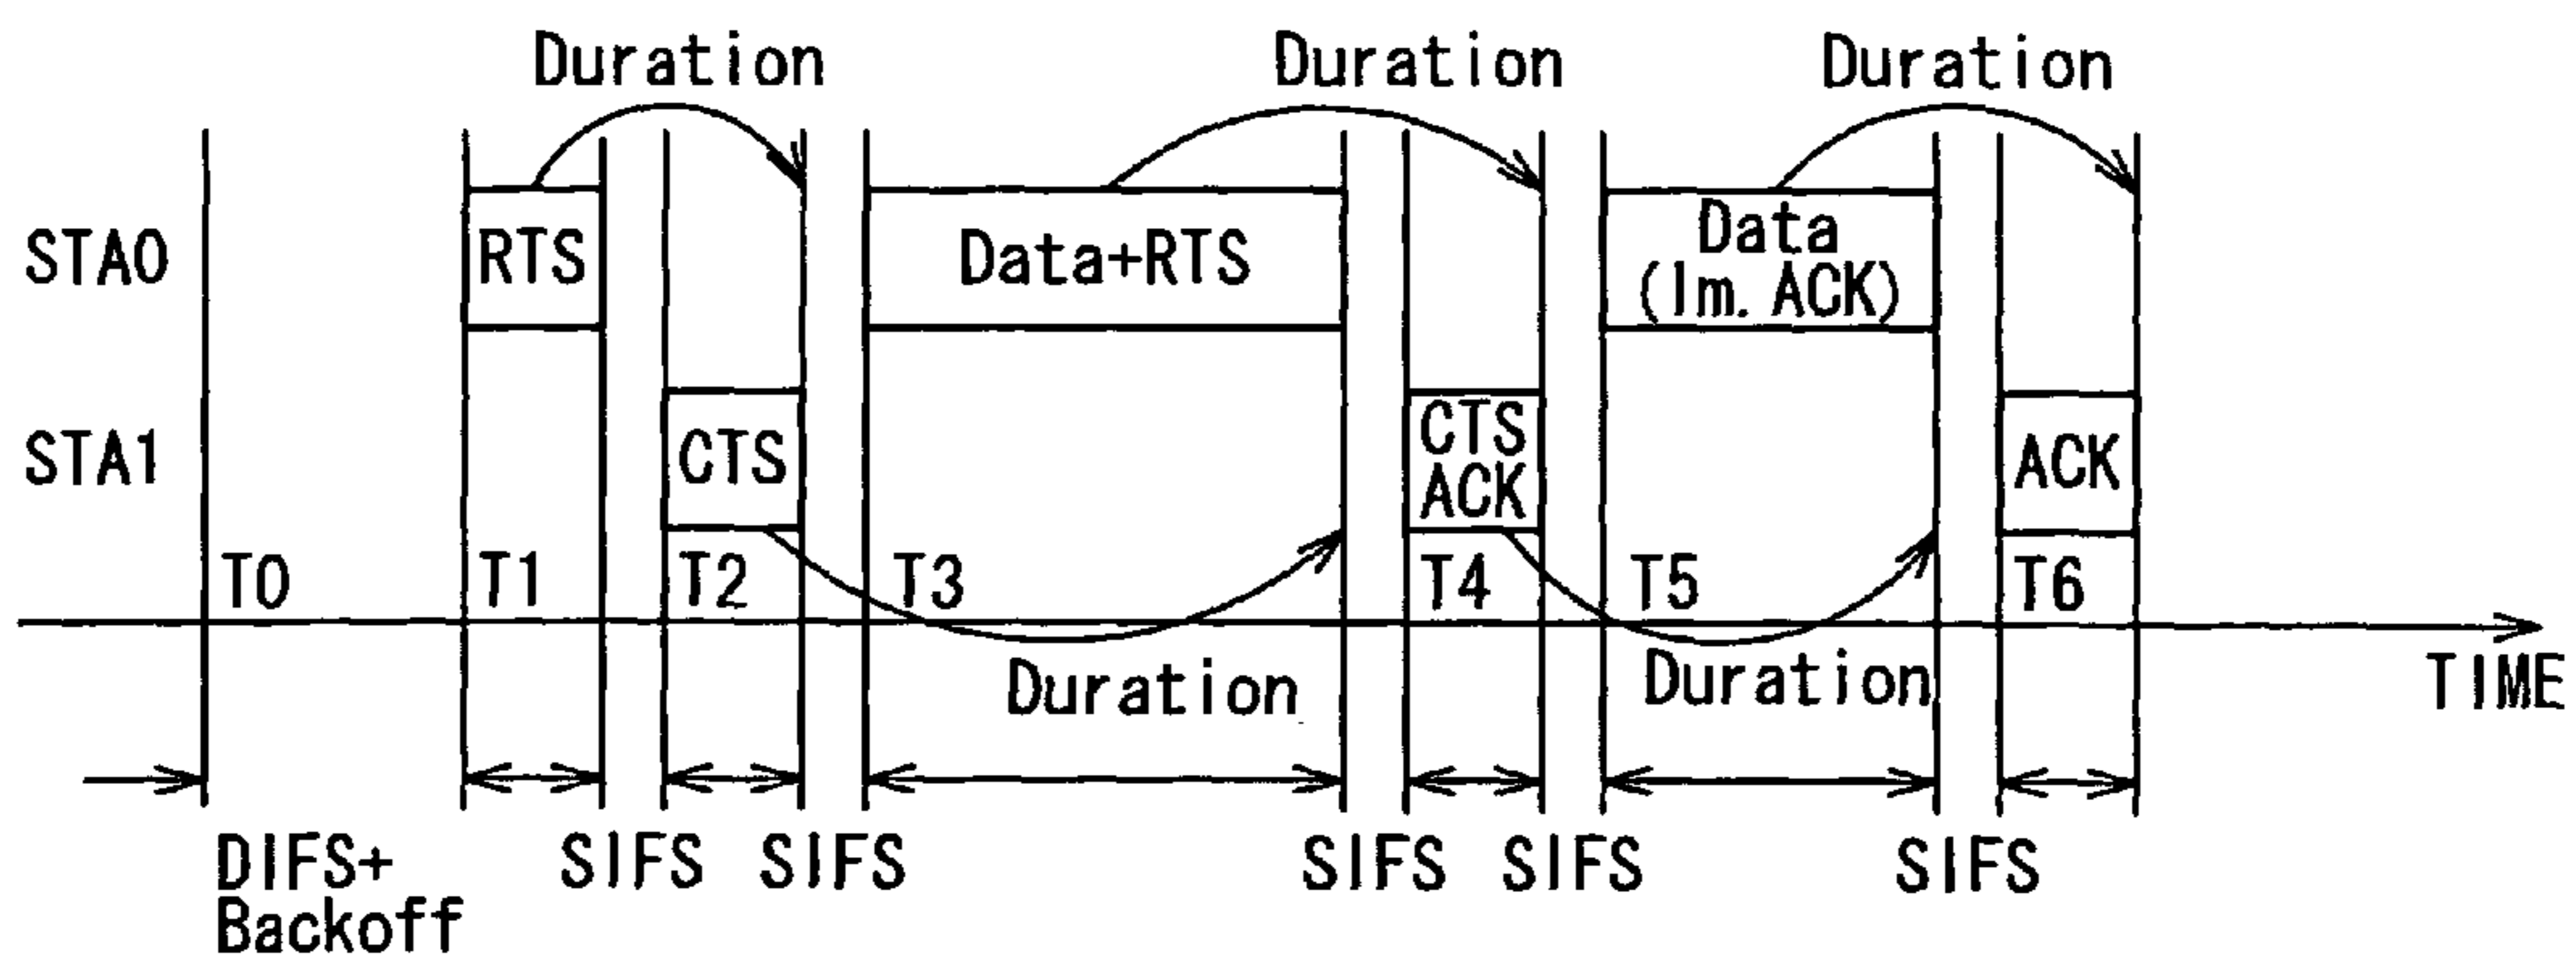 Duration Duration Duration
STA0 RTS Data+RTS Data
(Im. ACK)
STA1 CTS CTS
ACK ACK
T0 T1 T2 T3 T4 T5 T6
Duration Duration TIME
DIFS+
Backoff SIFS SIFS SIFS SIFS SIFS